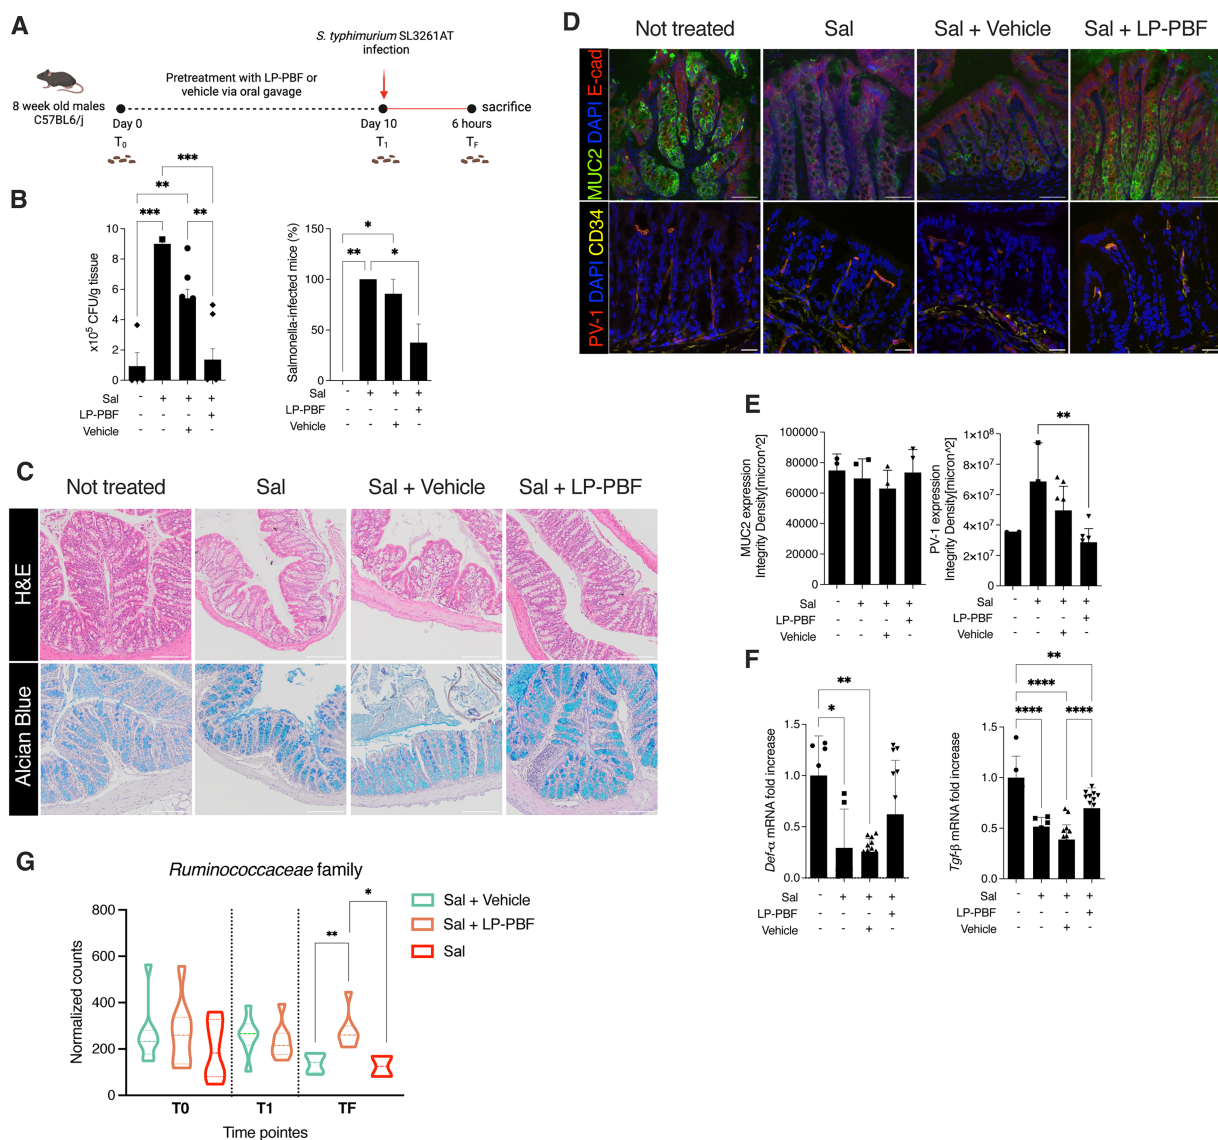 A
S. typhimurium SL3261AT
infection
Pretreatment with LP-PBF or
vehicle via oral gavage
8 week old males
C57BL6/j
sacrifice
Day 0
Day 10
6 hours
T0
T1
TF
B
***
**
***
**
x10^5 CFU/g tissue
10
8
6
4
2
0
Sal - + + +
LP-PBF - - - +
Vehicle - - + -
*
**
*
Salmonella-infected mice (%)
150
100
50
0
Sal - + + +
LP-PBF - - - +
Vehicle - - + -
C
Not treated
Sal
Sal + Vehicle
Sal + LP-PBF
H&E
Alcian Blue
D
Not treated
Sal
Sal + Vehicle
Sal + LP-PBF
MUC2 DAPI E-cad
PV-1 DAPI CD34
E
MUC2 expression
Integrity Density[micron^2]
100000
80000
60000
40000
20000
0
Sal - + + +
LP-PBF - - - +
Vehicle - - + -
**
PV-1 expression
Integrity Density[micron^2]
1×10^8
8×10^7
6×10^7
4×10^7
2×10^7
0
Sal - + + +
LP-PBF - - - +
Vehicle - - + -
F
**
*
Def-α mRNA fold increase
1.5
1.0
0.5
0.0
Sal - + + +
LP-PBF - - - +
Vehicle - - + -
**
****
****
****
Tgf-β mRNA fold increase
1.5
1.0
0.5
0.0
Sal - + + +
LP-PBF - - - +
Vehicle - - + -
G
Ruminococcaceae family
Normalized counts
800
600
400
200
0
**
*
Sal + Vehicle
Sal + LP-PBF
Sal
T0
T1
TF
Time pointes